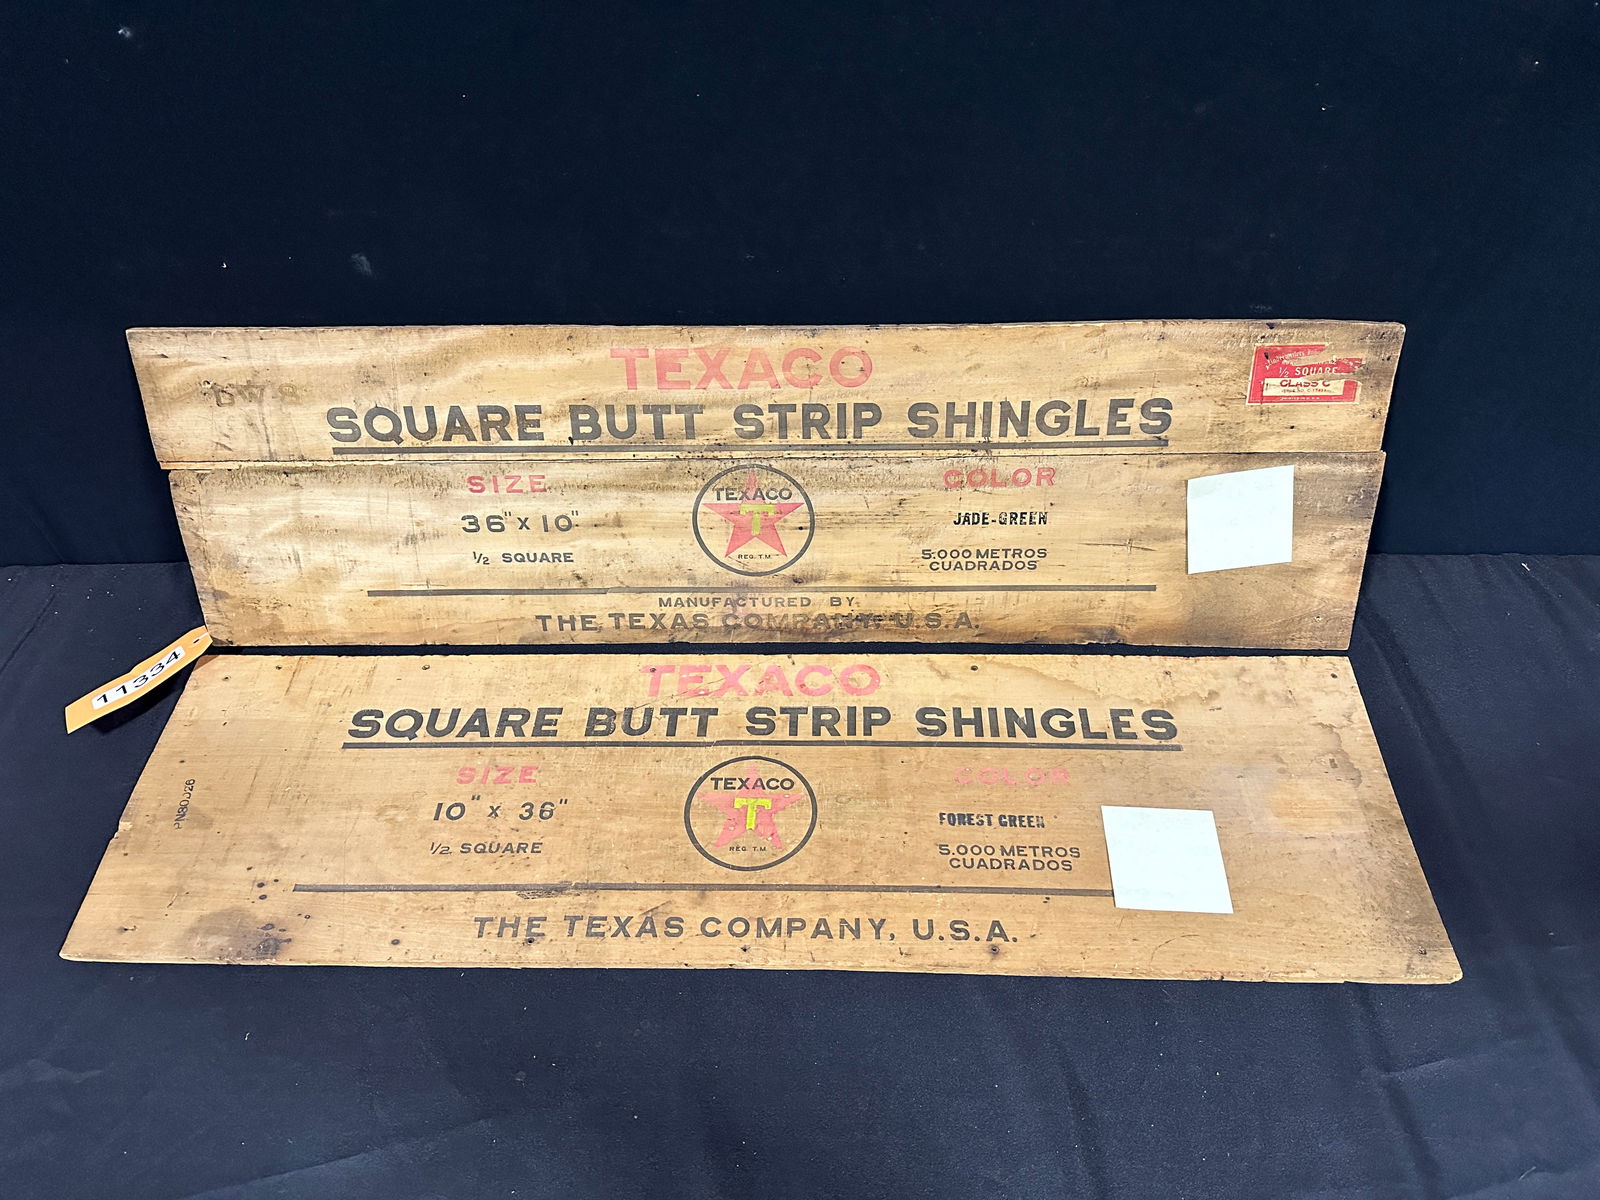 TEXACO
SQUARE BUTT STRIP SHINGLES
1/2 SQUARE
CLASS C
SIZE
36" x 10"
1/2 SQUARE
TEXACO
T
REG. T.M.
COLOR
JADE-GREEN
5.000 METROS
CUADRADOS
MANUFACTURED BY
THE TEXAS COMPANY, U.S.A.
11334
TEXACO
SQUARE BUTT STRIP SHINGLES
SIZE
10" x 36"
1/2 SQUARE
TEXACO
T
REG. T.M.
COLOR
FOREST GREEN
5.000 METROS
CUADRADOS
THE TEXAS COMPANY, U.S.A.